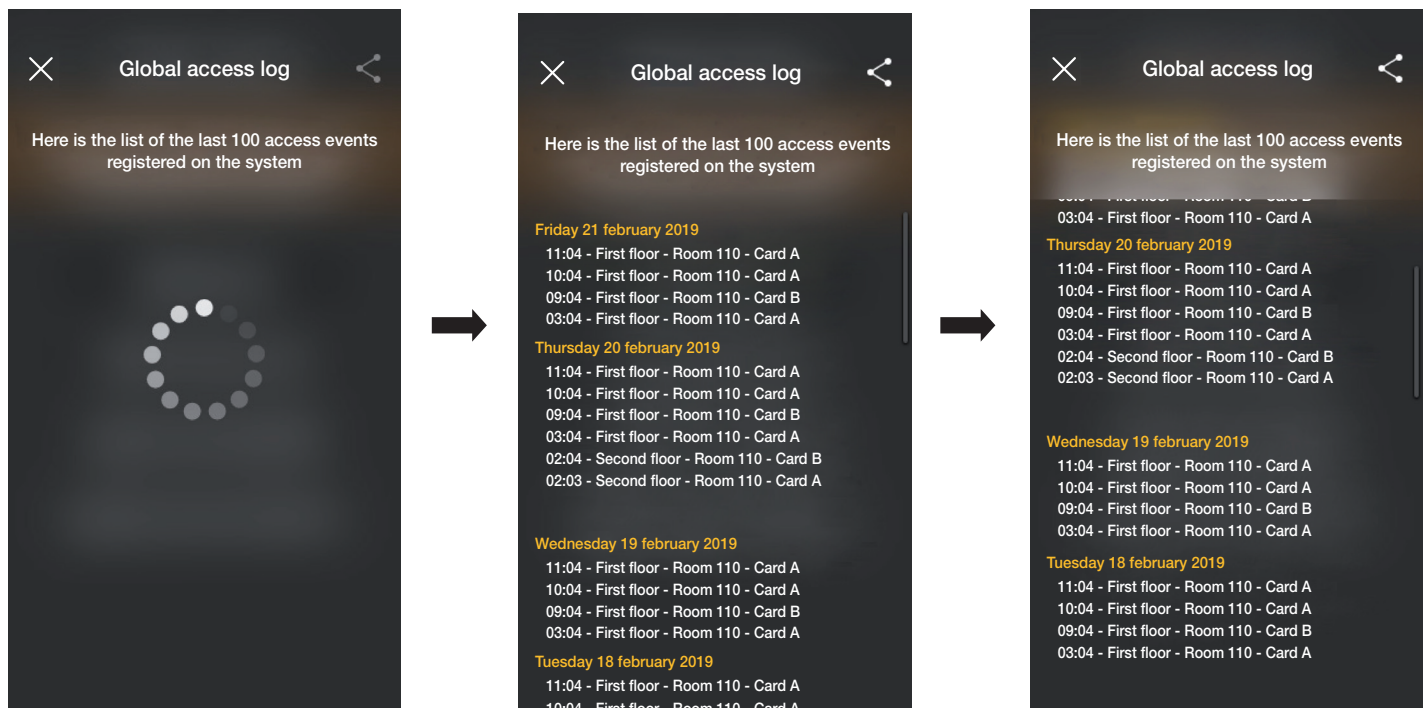 Global access log
Here is the list of the last 100 access events
registered on the system
Global access log
Here is the list of the last 100 access events
registered on the system
Friday 21 february 2019
11:04 - First floor - Room 110 - Card A
10:04 - First floor - Room 110 - Card A
09:04 - First floor - Room 110 - Card B
03:04 - First floor - Room 110 - Card A
Thursday 20 february 2019
11:04 - First floor - Room 110 - Card A
10:04 - First floor - Room 110 - Card A
09:04 - First floor - Room 110 - Card B
03:04 - First floor - Room 110 - Card A
02:04 - Second floor - Room 110 - Card B
02:03 - Second floor - Room 110 - Card A
Wednesday 19 february 2019
11:04 - First floor - Room 110 - Card A
10:04 - First floor - Room 110 - Card A
09:04 - First floor - Room 110 - Card B
03:04 - First floor - Room 110 - Card A
Tuesday 18 february 2019
11:04 - First floor - Room 110 - Card A
10:04 - First floor - Room 110 - Card A
Global access log
Here is the list of the last 100 access events
registered on the system
03:04 - First floor - Room 110 - Card A
Thursday 20 february 2019
11:04 - First floor - Room 110 - Card A
10:04 - First floor - Room 110 - Card A
09:04 - First floor - Room 110 - Card B
03:04 - First floor - Room 110 - Card A
02:04 - Second floor - Room 110 - Card B
02:03 - Second floor - Room 110 - Card A
Wednesday 19 february 2019
11:04 - First floor - Room 110 - Card A
10:04 - First floor - Room 110 - Card A
09:04 - First floor - Room 110 - Card B
03:04 - First floor - Room 110 - Card A
Tuesday 18 february 2019
11:04 - First floor - Room 110 - Card A
10:04 - First floor - Room 110 - Card A
09:04 - First floor - Room 110 - Card B
03:04 - First floor - Room 110 - Card A